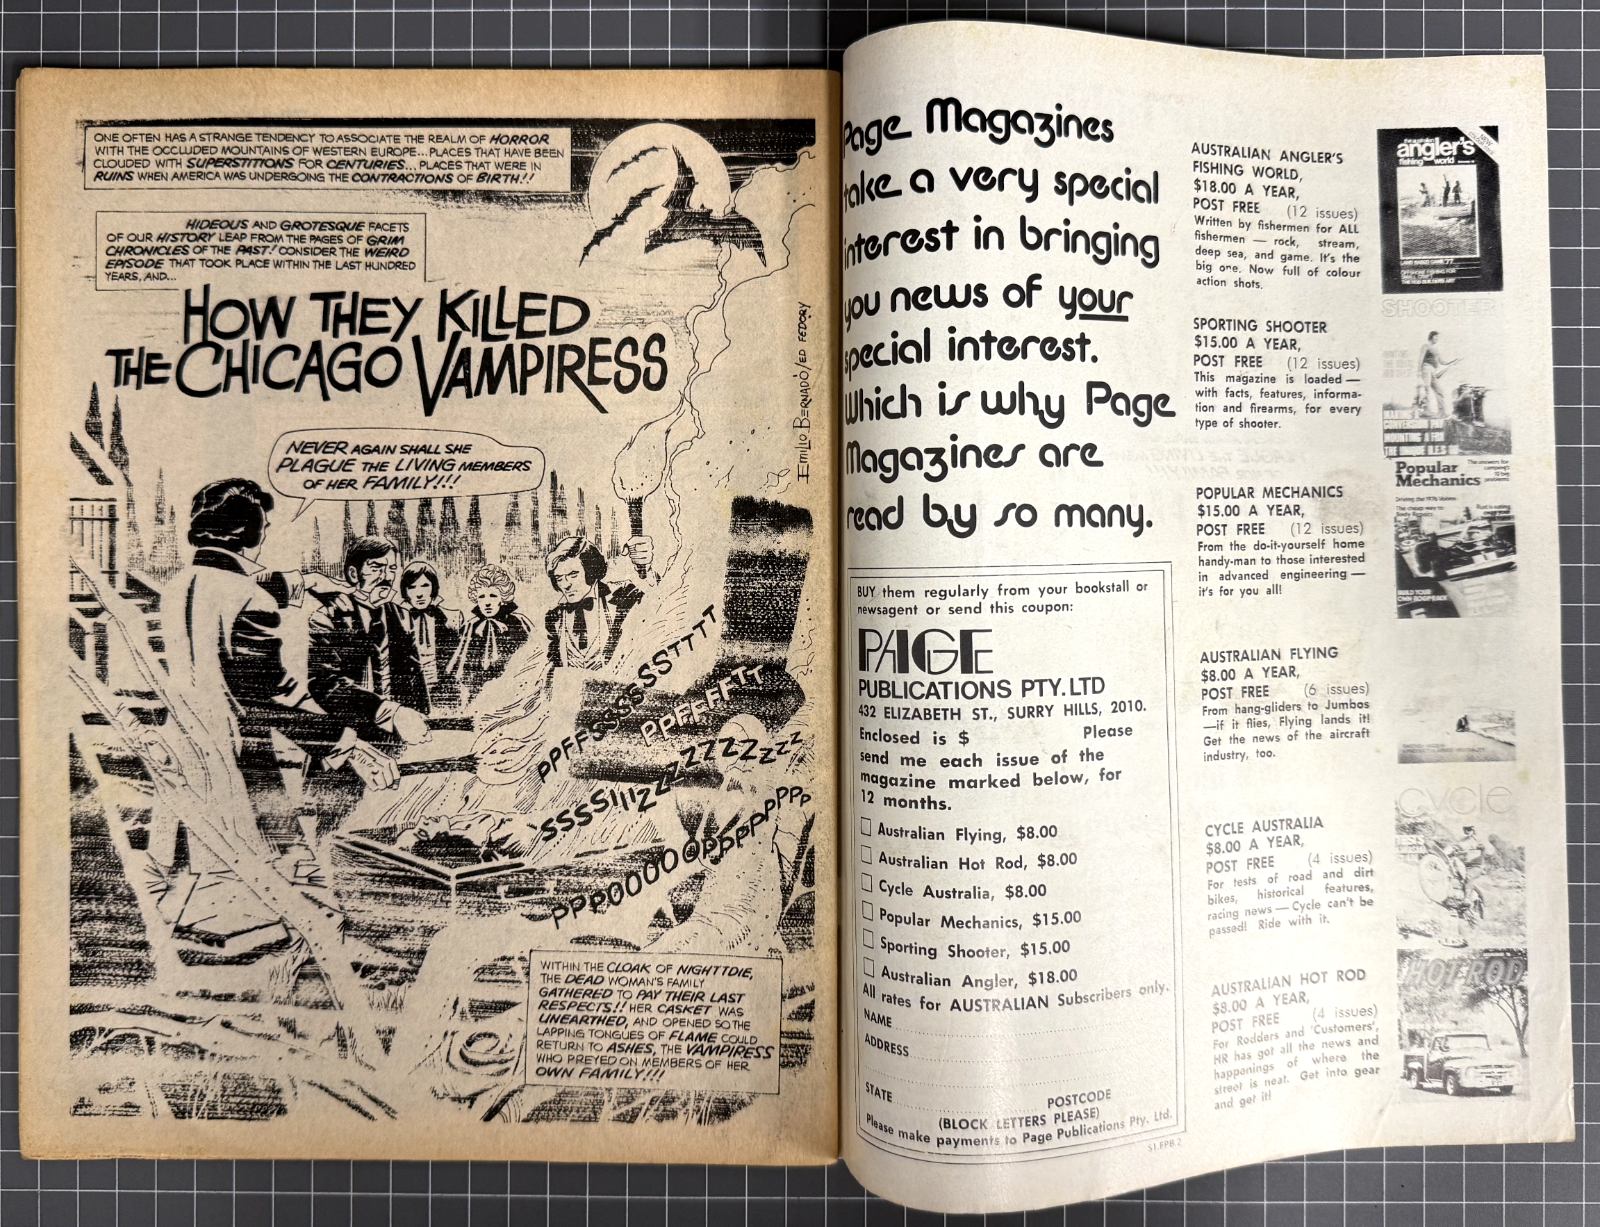 ONE OFTEN HAS A STRANGE TENDENCY TO ASSOCIATE THE REALM OF HORROR
WITH THE OCCLUDED MOUNTAINS OF WESTERN EUROPE...PLACES THAT HAVE BEEN
CLOUDED WITH SUPERSTITIONS FOR CENTURIES... PLACES THAT WERE IN
RUINS WHEN AMERICA WAS UNDERGOING THE CONTRACTIONS OF BIRTH!!
HIDEOUS AND GROTESQUE FACETS
OF OUR HISTORY LEAP FROM THE PAGES OF GRIM
CHRONICLES OF THE PAST! CONSIDER THE WEIRD
EPISODE THAT TOOK PLACE WITHIN THE LAST HUNDRED
YEARS, AND...
HOW THEY KILLED
THE CHICAGO VAMPIRESS
EMILIO BERNADO/ED FEDORY
NEVER AGAIN SHALL SHE
PLAGUE THE LIVING MEMBERS
OF HER FAMILY!!!
PPFFSSSSSSSTTTT
PPFFFFTT
SSSSIIIZZZZZZZZZ
PPPOOOOOPPPPPPPP
WITHIN THE CLOAK OF NIGHTTDIE,
THE DEAD WOMAN'S FAMILY
GATHERED TO PAY THEIR LAST
RESPECTS!! HER CASKET WAS
UNEARTHED, AND OPENED SO THE
LAPPING TONGUES OF FLAME COULD
RETURN TO ASHES, THE VAMPIRESS
WHO PREYED ON MEMBERS OF HER
OWN FAMILY!!!
Page Magazines
take a very special
interest in bringing
you news of your
special interest.
Which is why Page
Magazines are
read by so many.
BUY them regularly from your bookstall or
newsagent or send this coupon:
PAGE
PUBLICATIONS PTY. LTD
432 ELIZABETH ST., SURRY HILLS, 2010.
Enclosed is $ Please
send me each issue of the
magazine marked below, for
12 months.
Australian Flying, $8.00
Australian Hot Rod, $8.00
Cycle Australia, $8.00
Popular Mechanics, $15.00
Sporting Shooter, $15.00
Australian Angler, $18.00
All rates for AUSTRALIAN Subscribers only.
NAME
ADDRESS
STATE POSTCODE
(BLOCK LETTERS PLEASE)
Please make payments to Page Publications Pty. Ltd.
S1.FPB.2
AUSTRALIAN ANGLER'S
FISHING WORLD,
$18.00 A YEAR,
POST FREE (12 issues)
Written by fishermen for ALL
fishermen — rock, stream,
deep sea, and game. It's the
big one. Now full of colour
action shots.
SPORTING SHOOTER
$15.00 A YEAR,
POST FREE (12 issues)
This magazine is loaded —
with facts, features, informa-
tion and firearms, for every
type of shooter.
POPULAR MECHANICS
$15.00 A YEAR,
POST FREE (12 issues)
From the do-it-yourself home
handy-man to those interested
in advanced engineering —
it's for you all!
AUSTRALIAN FLYING
$8.00 A YEAR,
POST FREE (6 issues)
From hang-gliders to Jumbos
—if it flies, Flying lands it!
Get the news of the aircraft
industry, too.
CYCLE AUSTRALIA
$8.00 A YEAR,
POST FREE (4 issues)
For tests of road and dirt
bikes, historical features,
racing news — Cycle can't be
passed! Ride with it.
AUSTRALIAN HOT ROD
$8.00 A YEAR,
POST FREE (4 issues)
For Rodders and 'Customers',
HR has got all the news and
happenings of where the
street is neat. Get into gear
and get it!
angler's
fishing world
SHOOTER
Popular
Mechanics
cycle
HOT ROD